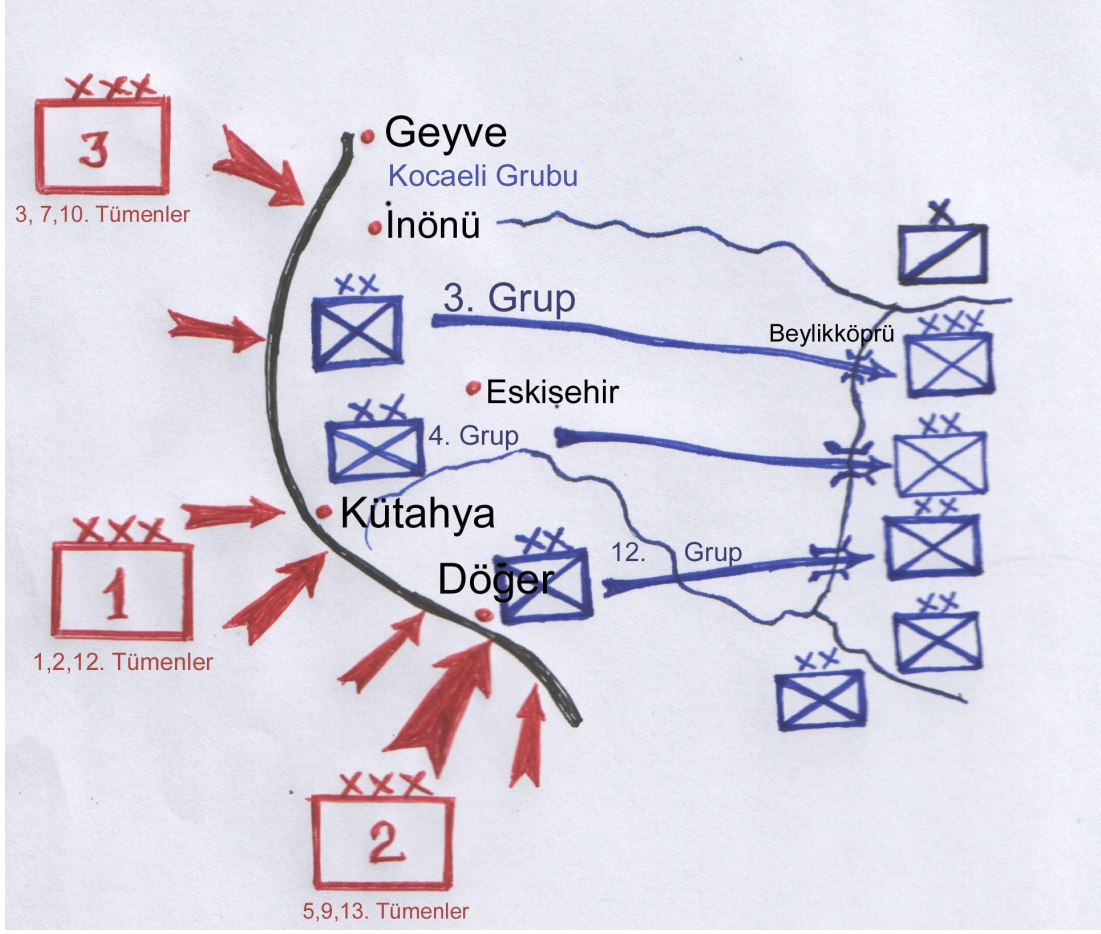 Geyve
3
Kocaeli Grubu
3, 7,10. Tümenler
İnönü
3. Grup
Beylikköprü
Eskişehir
4. Grup
Kütahya
12. Grup
Döğer
1
1,2,12. Tümenler
2
5,9,13. Tümenler